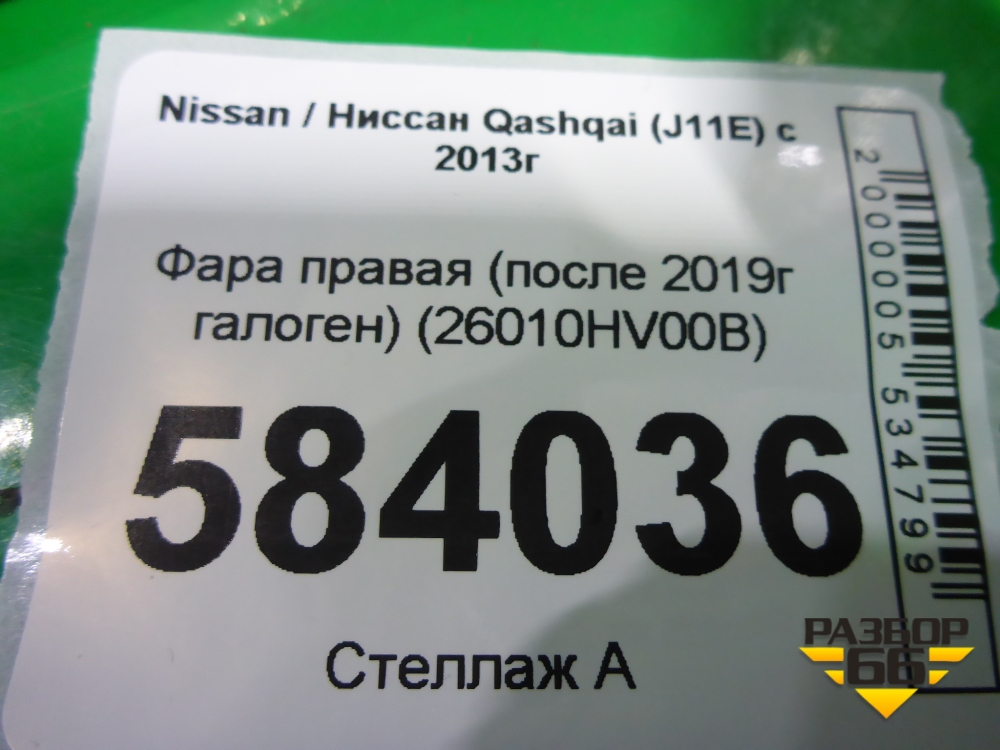 Nissan / Ниссан Qashqai (J11E) с
2013г
Фара правая (после 2019г
галоген) (26010HV00B)
584036
Стеллаж А
2000005534799
РАЗБОР
66